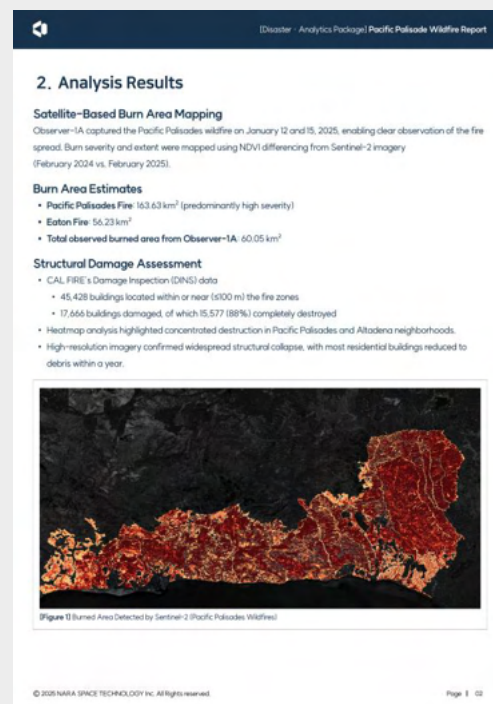 [Disaster - Analytics Package] Pacific Palisade Wildfire Report
2. Analysis Results
Satellite-Based Burn Area Mapping
Observer-1A captured the Pacific Palisades wildfire on January 12 and 15, 2025, enabling clear observation of the fire
spread. Burn severity and extent were mapped using NDVI differencing from Sentinel-2 imagery
(February 2024 vs. February 2025).
Burn Area Estimates
• Pacific Palisades Fire: 163.63 km² (predominantly high severity)
• Eaton Fire: 56.23 km²
• Total observed burned area from Observer-1A: 60.05 km²
Structural Damage Assessment
• CAL FIRE's Damage Inspection (DINS) data
• 45,428 buildings located within or near (≤100 m) the fire zones
• 17,666 buildings damaged, of which 15,577 (88%) completely destroyed
• Heatmap analysis highlighted concentrated destruction in Pacific Palisades and Altadena neighborhoods.
• High-resolution imagery confirmed widespread structural collapse, with most residential buildings reduced to
debris within a year.
[Figure 1] Burned Area Detected by Sentinel-2 (Pacific Palisades Wildfires)
© 2025 NARA SPACE TECHNOLOGY Inc. All Rights reserved.
Page | 02